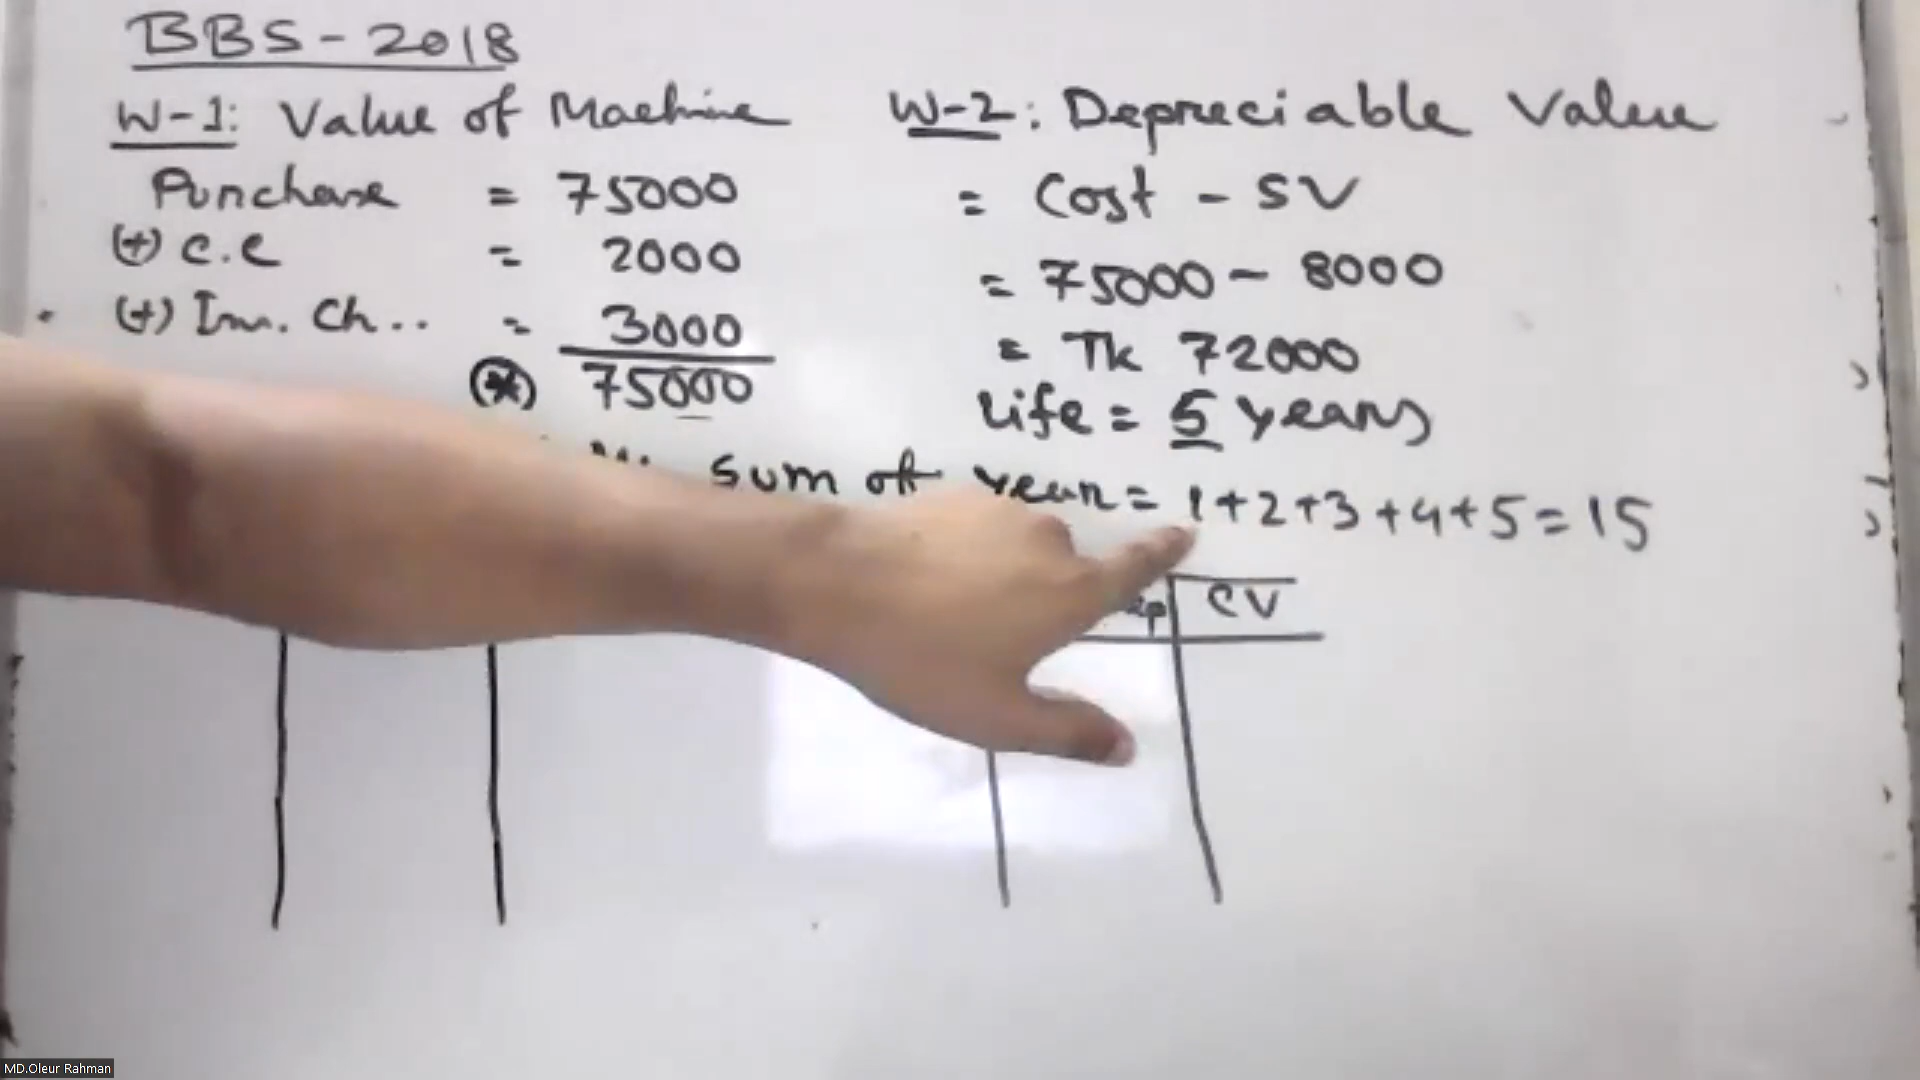 BBS - 2018
W-1: Value of Machine
Purchase = 75000
(+) C.C = 2000
(+) Ins. Ch.. = 3000
75000
W-2: Depreciable Value
= Cost - SV
= 75000 - 8000
= Tk 72000
Life = 5 years
sum of year = 1+2+3+4+5=15
CV
MD.Oleur Rahman